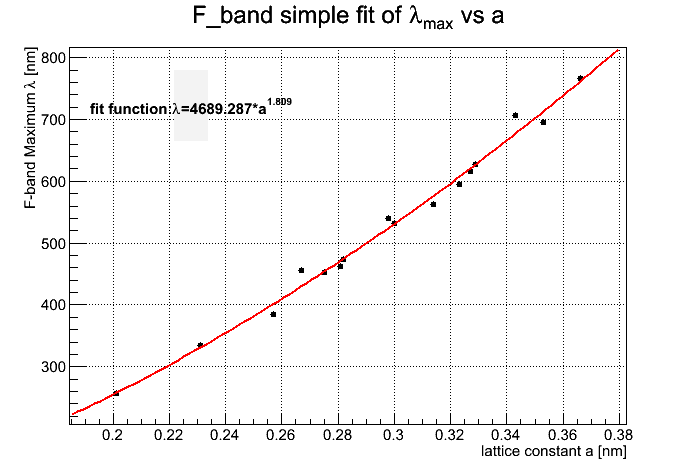 F_band simple fit of λmax vs a
F-band Maximum λ [nm]
800
700
600
500
400
300
fit function:λ=4689.287*a^1.809
0.2 0.22 0.24 0.26 0.28 0.3 0.32 0.34 0.36 0.38
lattice constant a [nm]